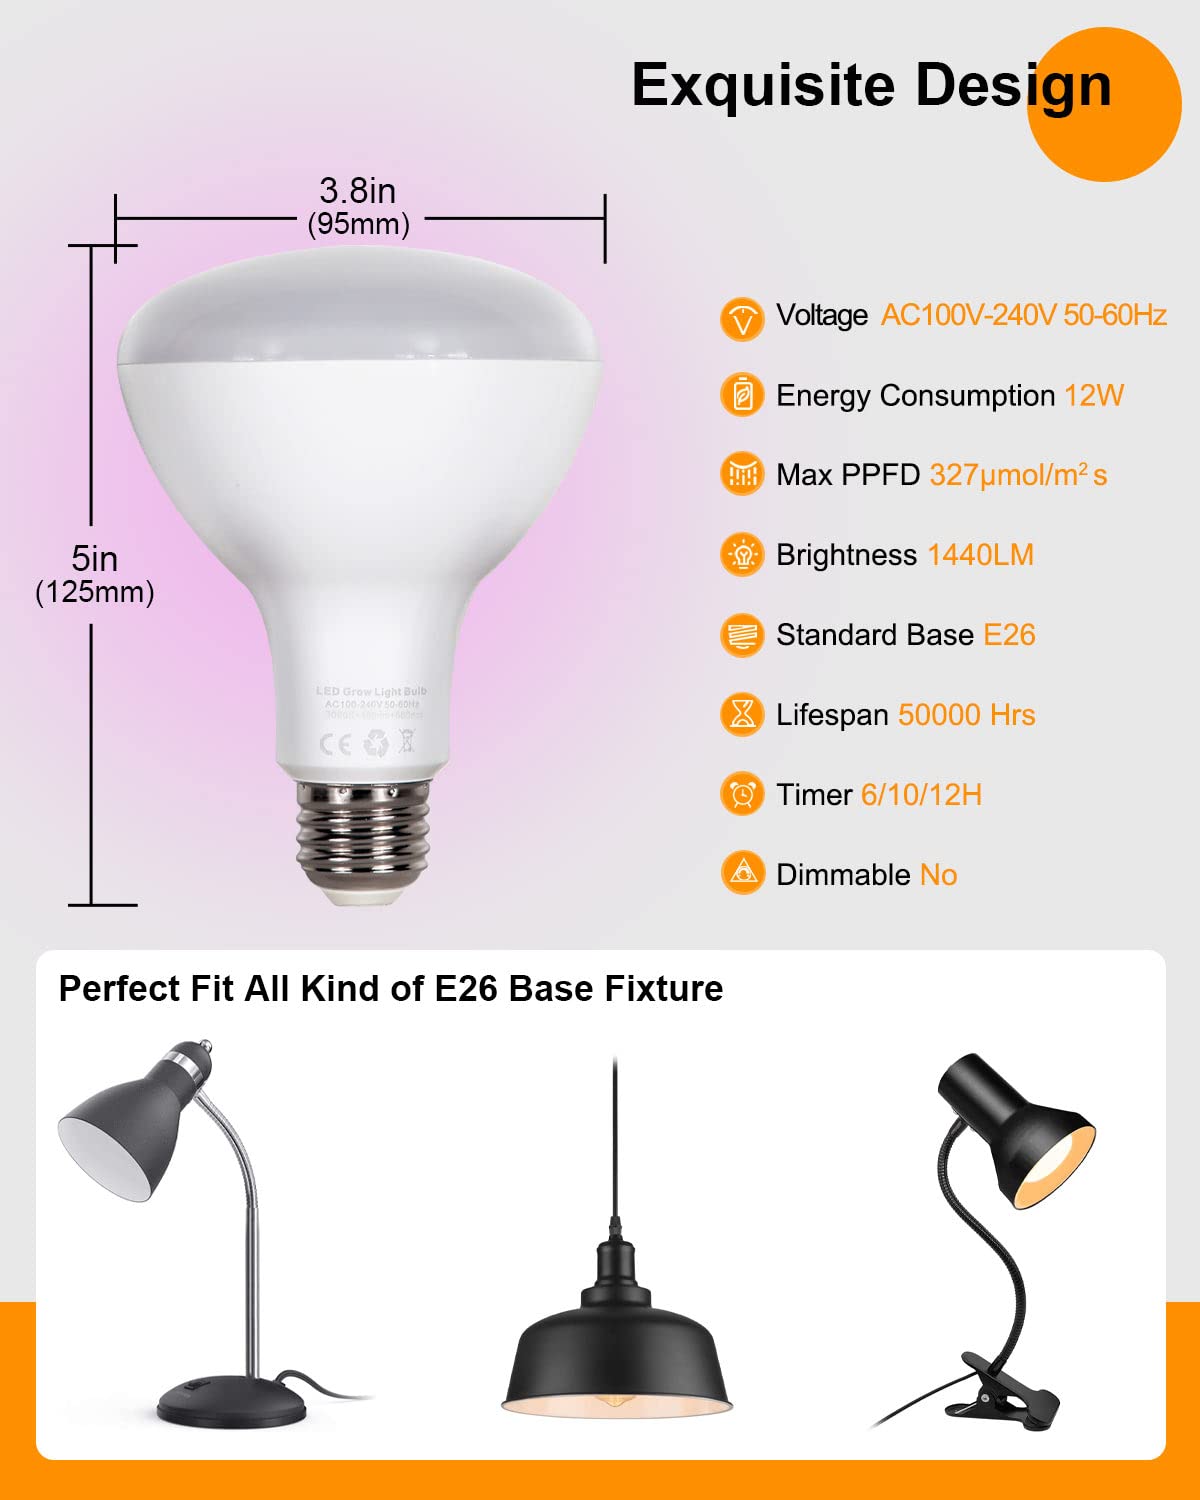 Exquisite Design
3.8in
(95mm)
5in
(125mm)
LED Grow Light Bulb
AC100-240V 50-60Hz
CE
Voltage AC100V-240V 50-60Hz
Energy Consumption 12W
Max PPFD 327μmol/m² s
Brightness 1440LM
Standard Base E26
Lifespan 50000 Hrs
Timer 6/10/12H
Dimmable No
Perfect Fit All Kind of E26 Base Fixture